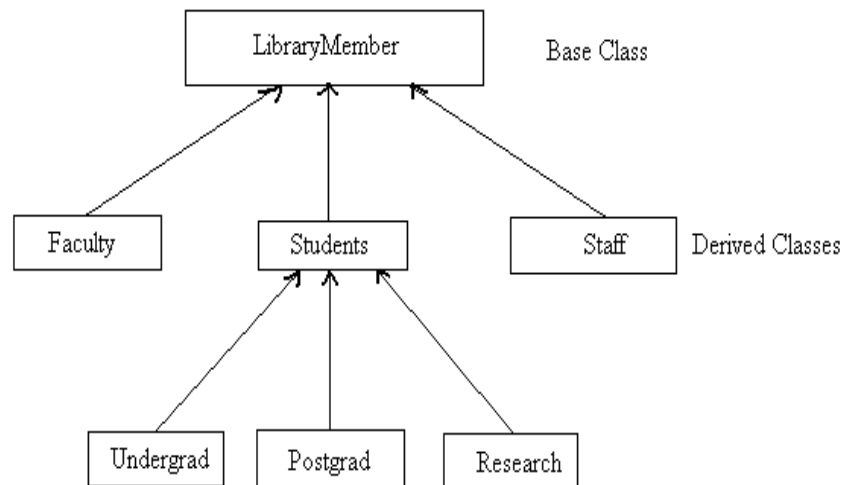 LibraryMember
Base Class
Faculty
Students
Staff
Derived Classes
Undergrad
Postgrad
Research